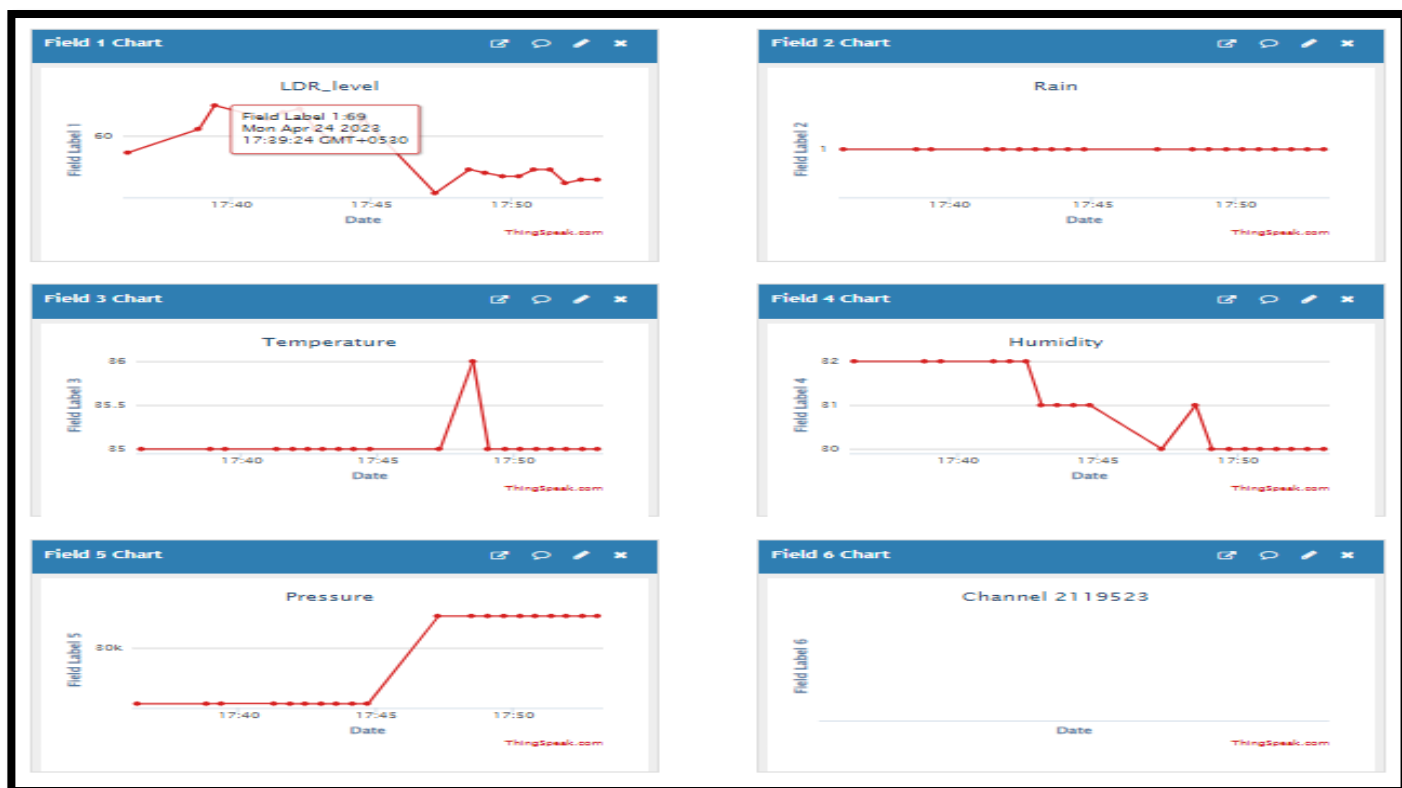 Field 1 Chart
LDR_level
Field Label 1
60
Field Label 1:69
Mon Apr 24 2023
17:39:24 GMT+0530
17:40 17:45 17:50
Date
ThingSpeak.com
Field 2 Chart
Rain
Field Label 2
1
17:40 17:45 17:50
Date
ThingSpeak.com
Field 3 Chart
Temperature
Field Label 3
86
85.5
85
17:40 17:45 17:50
Date
ThingSpeak.com
Field 4 Chart
Humidity
Field Label 4
82
81
80
17:40 17:45 17:50
Date
ThingSpeak.com
Field 5 Chart
Pressure
Field Label 5
80k
17:40 17:45 17:50
Date
ThingSpeak.com
Field 6 Chart
Channel 2119523
Field Label 6
Date
ThingSpeak.com